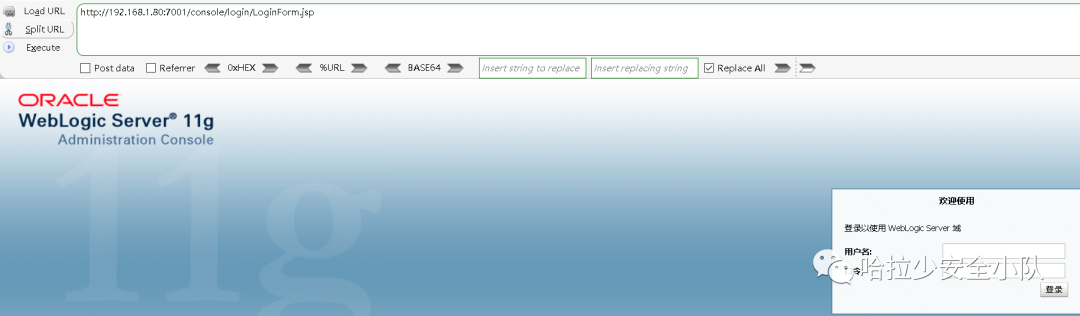 Load URL
http://192.168.1.80:7001/console/login/LoginForm.jsp
Split URL
Execute
Post data Referrer 0xHEX %URL BASE64 Insert string to replace Insert replacing string Replace All
ORACLE
WebLogic Server® 11g
Administration Console
11g
欢迎使用
登录以使用 WebLogic Server 域
用户名:
哈拉少安全小队
登录